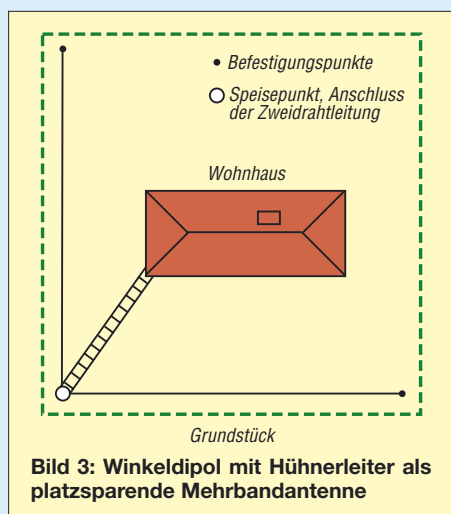 • Befestigungspunkte
Speisepunkt, Anschluss
der Zweidrahtleitung
Wohnhaus
Grundstück
Bild 3: Winkeldipol mit Hühnerleiter als
platzsparende Mehrbandantenne